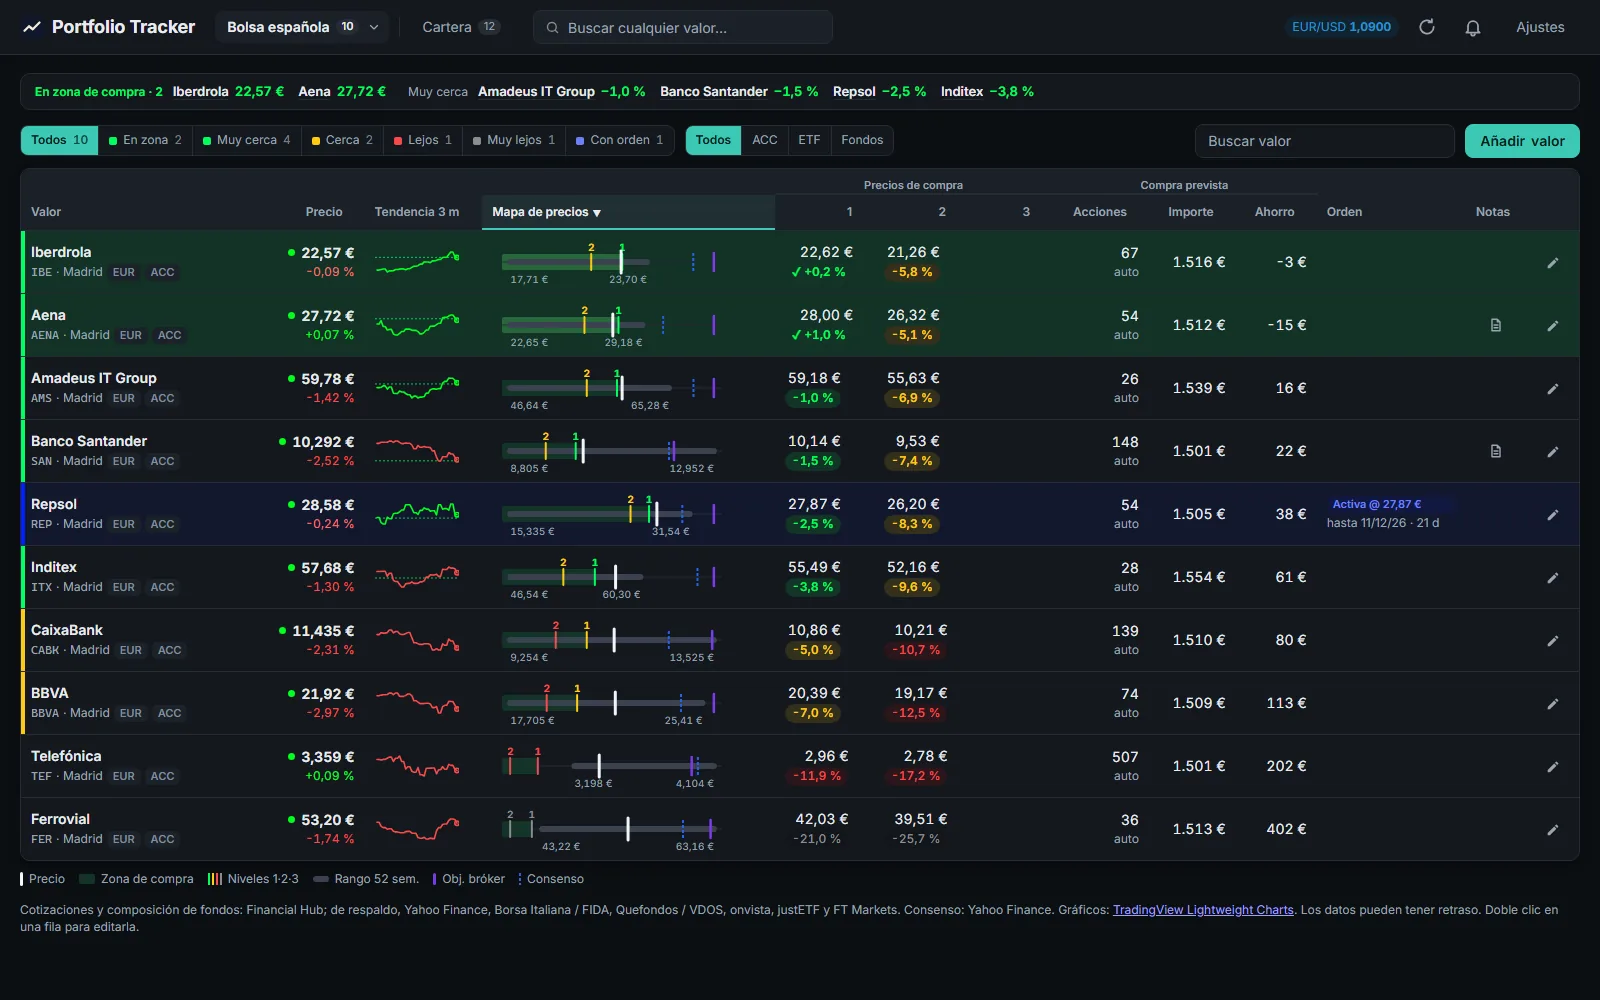 Portfolio Tracker Bolsa española 10 Cartera 12 Buscar cualquier valor... EUR/USD 1,0900 Ajustes
En zona de compra · 2 Iberdrola 22,57 € Aena 27,72 € Muy cerca Amadeus IT Group −1,0 % Banco Santander −1,5 % Repsol −2,5 % Inditex −3,8 %
Todos 10 En zona 2 Muy cerca 4 Cerca 2 Lejos 1 Muy lejos 1 Con orden 1 Todos ACC ETF Fondos Buscar valor Añadir valor
Precios de compra Compra prevista
Valor Precio Tendencia 3 m Mapa de precios ▼ 1 2 3 Acciones Importe Ahorro Orden Notas
2 1
Iberdrola 22,57 € 22,62 € 21,26 € 67
1.516 € -3 €
IBE · Madrid EUR ACC -0,09 % ✓ +0,2 % -5,8 % auto
17,71 € 23,70 €
2 1
Aena 27,72 € 28,00 € 26,32 € 54
1.512 € -15 €
AENA · Madrid EUR ACC +0,07 % ✓ +1,0 % -5,1 % auto
22,65 € 29,18 €
2 1
Amadeus IT Group 59,78 € 59,18 € 55,63 € 26
1.539 € 16 €
AMS · Madrid EUR ACC -1,42 % -1,0 % -6,9 % auto
46,64 € 65,28 €
2 1
Banco Santander 10,292 € 10,14 € 9,53 € 148
1.501 € 22 €
SAN · Madrid EUR ACC -2,52 % -1,5 % -7,4 % auto
8,805 € 12,952 €
2 1
Repsol 28,58 € 27,87 € 26,20 € 54 Activa @ 27,87 €
1.505 € 38 €
REP · Madrid EUR ACC -0,24 % -2,5 % -8,3 % auto hasta 11/12/26 · 21 d
15,335 € 31,54 €
2 1
Inditex 57,68 € 55,49 € 52,16 € 28
1.554 € 61 €
ITX · Madrid EUR ACC -1,30 % -3,8 % -9,6 % auto
46,54 € 60,30 €
2 1
CaixaBank 11,435 € 10,86 € 10,21 € 139
1.510 € 80 €
CABK · Madrid EUR ACC -2,31 % -5,0 % -10,7 % auto
9,254 € 13,525 €
2 1
BBVA 21,92 € 20,39 € 19,17 € 74
1.509 € 113 €
BBVA · Madrid EUR ACC -2,97 % -7,0 % -12,5 % auto
17,705 € 25,41 €
2 1
Telefónica 3,359 € 2,96 € 2,78 € 507
1.501 € 202 €
TEF · Madrid EUR ACC +0,09 % -11,9 % -17,2 % auto
3,198 € 4,104 €
2 1
Ferrovial 53,20 € 42,03 € 39,51 € 36
1.513 € 402 €
FER · Madrid EUR ACC -1,74 % -21,0 % -25,7 % auto
43,22 € 63,16 €
Precio Zona de compra Niveles 1·2·3 Rango 52 sem. Obj. bróker Consenso
Cotizaciones y composición de fondos: Financial Hub; de respaldo, Yahoo Finance, Borsa Italiana / FIDA, Quefondos / VDOS, onvista, justETF y FT Markets. Consenso: Yahoo Finance. Gráficos: TradingView Lightweight Charts. Los datos pueden tener retraso. Doble clic en
una fila para editarla.